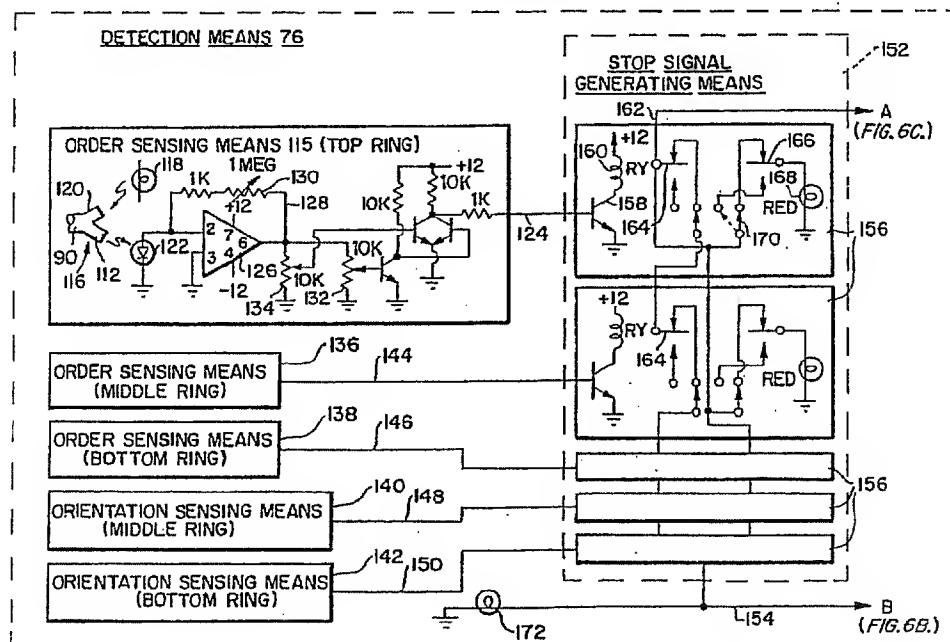 DETECTION MEANS 76
152
STOP SIGNAL
GENERATING MEANS
162
A
(FIG.6C.)
ORDER SENSING MEANS 115 (TOP RING)
118
1 MEG
130
1K
120
+12
128
122
2
7
6
3
4
126
-12
90
112
116
10K
134
10K
132
10K
10K
+12
10K
1K
124
+12
160
RY
158
164
166
168
RED
170
156
+12
RY
164
RED
136
ORDER SENSING MEANS
(MIDDLE RING)
144
138
ORDER SENSING MEANS
(BOTTOM RING)
146
140
ORIENTATION SENSING MEANS
(MIDDLE RING)
148
156
142
ORIENTATION SENSING MEANS
(BOTTOM RING)
150
172
154
B
(FIG.6B.)